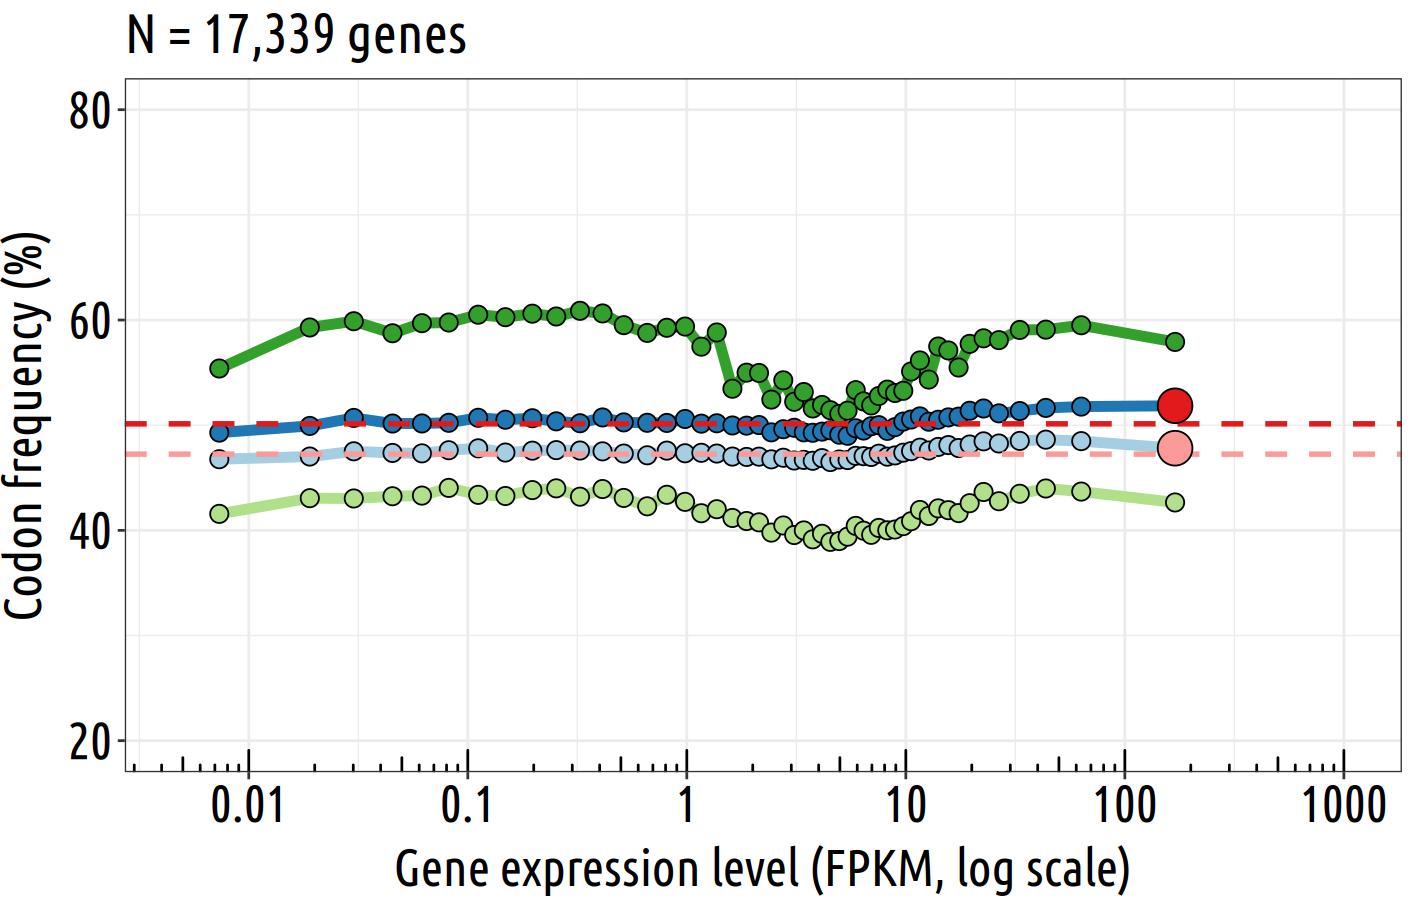 N = 17,339 genes
80
60
40
20
Codon frequency (%)
0.01 0.1 1 10 100 1000
Gene expression level (FPKM, log scale)